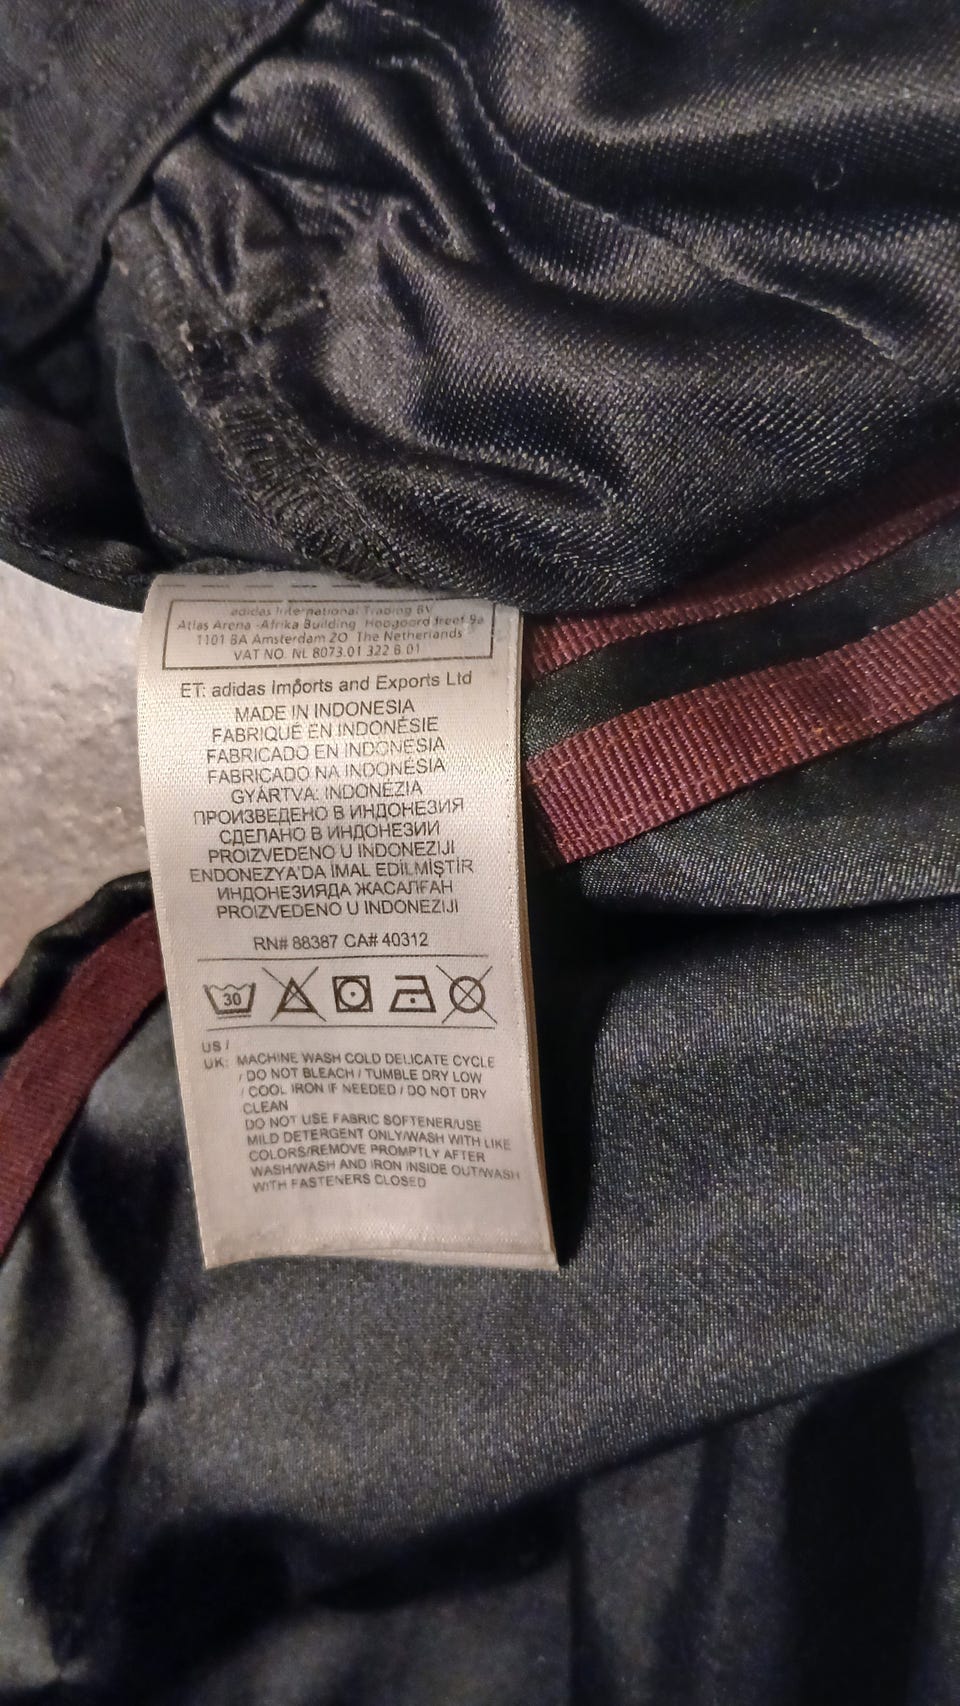 adidas International Trading BV
Atlas Arena -Afrika Building Hoogoord treef 9a
1101 BA Amsterdam ZO The Netherlands
VAT NO. NL 8073.01.322 B 01
ET: adidas Imports and Exports Ltd
MADE IN INDONESIA
FABRIQUÉ EN INDONÉSIE
FABRICADO EN INDONESIA
FABRICADO NA INDONÉSIA
GYÁRTVA: INDONÉZIA
ПРОИЗВЕДЕНО В ИНДОНЕЗИЯ
СДЕЛАНО В ИНДОНЕЗИИ
PROIZVEDENO U INDONEZIJI
ENDONEZYA'DA İMAL EDİLMİŞTİR
ИНДОНЕЗИЯДА ЖАСАЛҒАН
PROIZVEDENO U INDONEZIJI
RN# 88387 CA# 40312
30
US /
UK: MACHINE WASH COLD DELICATE CYCLE
/ DO NOT BLEACH / TUMBLE DRY LOW
/ COOL IRON IF NEEDED / DO NOT DRY
CLEAN
DO NOT USE FABRIC SOFTENER/USE
MILD DETERGENT ONLY/WASH WITH LIKE
COLORS/REMOVE PROMPTLY AFTER
WASH/WASH AND IRON INSIDE OUT/WASH
WITH FASTENERS CLOSED